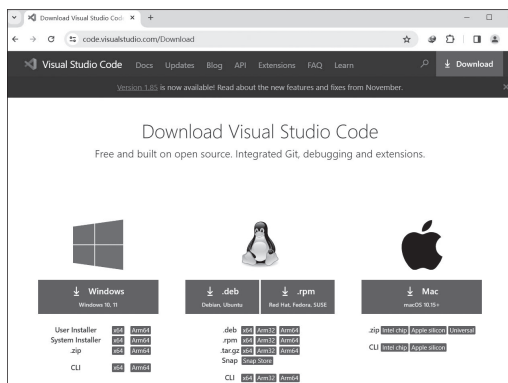 Download Visual Studio Code
code.visualstudio.com/Download
Visual Studio Code Docs Updates Blog API Extensions FAQ Learn Download
Version 1.85 is now available! Read about the new features and fixes from November.
Download Visual Studio Code
Free and built on open source. Integrated Git, debugging and extensions.
Windows
Windows 10, 11
User Installer x64 Arm64
System Installer x64 Arm64
.zip x64 Arm64
CLI x64 Arm64
.deb
Debian, Ubuntu
.rpm
Red Hat, Fedora, SUSE
.deb x64 Arm32 Arm64
.rpm x64 Arm32 Arm64
.tar.gz x64 Arm32 Arm64
Snap Snap Store
CLI x64 Arm32 Arm64
Mac
macOS 10.15+
.zip Intel chip Apple silicon Universal
CLI Intel chip Apple silicon